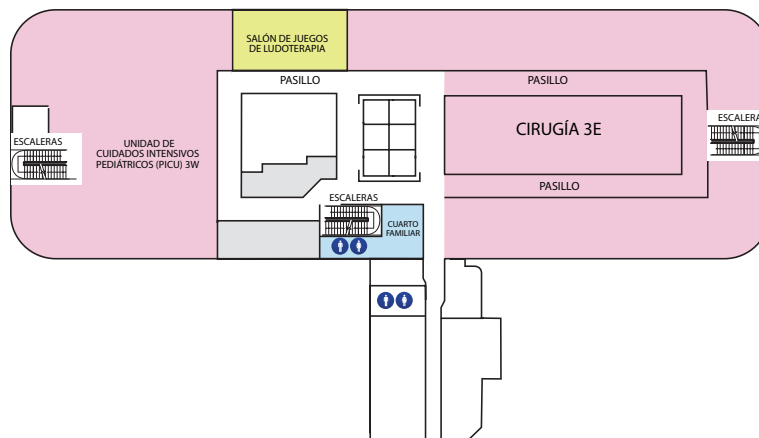 SALÓN DE JUEGOS
DE LUDOTERAPIA
PASILLO
PASILLO
ESCALERAS
UNIDAD DE
CUIDADOS INTENSIVOS
PEDIÁTRICOS (PICU) 3W
CIRUGÍA 3E
ESCALERA
PASILLO
ESCALERAS
CUARTO
FAMILIAR